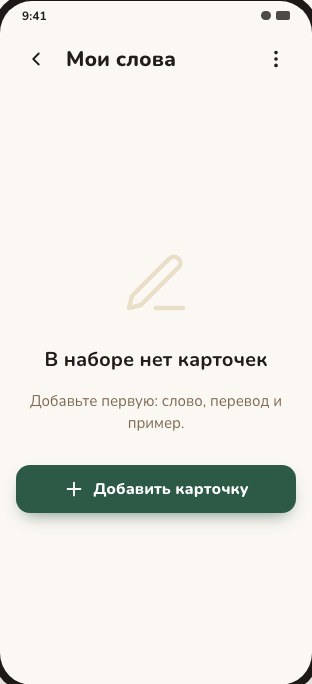 9:41
Мои слова
В наборе нет карточек
Добавьте первую: слово, перевод и
пример.
Добавить карточку